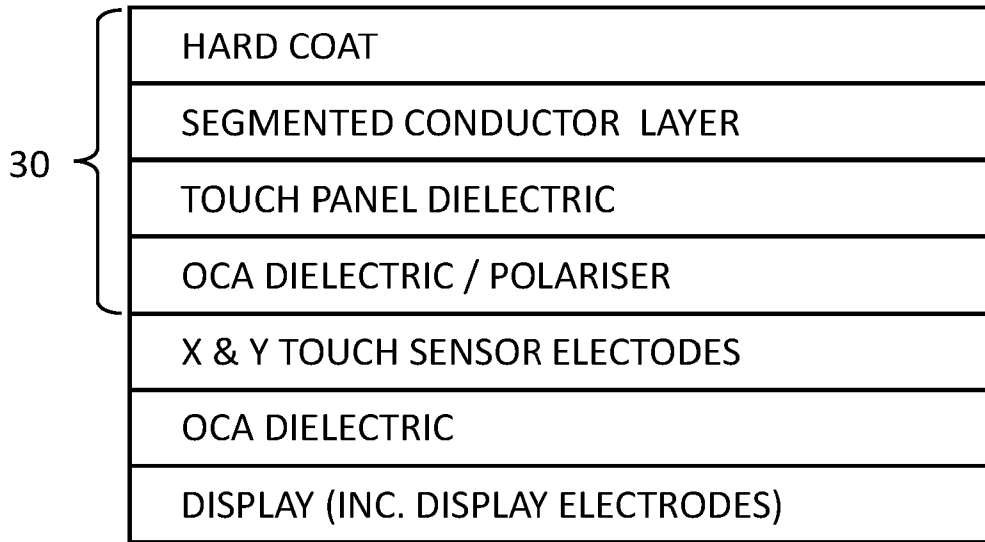 HARD COAT
SEGMENTED CONDUCTOR LAYER
30
TOUCH PANEL DIELECTRIC
OCA DIELECTRIC / POLARISER
X & Y TOUCH SENSOR ELECTODES
OCA DIELECTRIC
DISPLAY (INC. DISPLAY ELECTRODES)